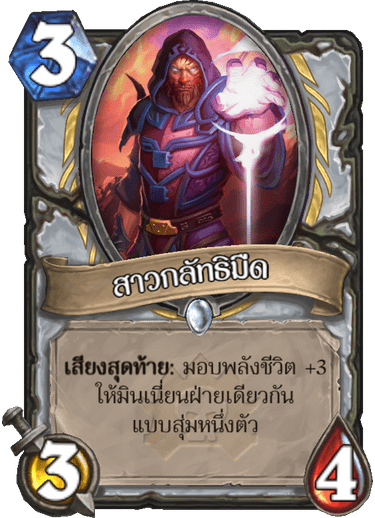 3
สาวกลัทธิมืด
เสียงสุดท้าย: มอบพลังชีวิต +3
ให้มินเนี่ยนฝ่ายเดียวกัน
แบบสุ่มหนึ่งตัว
3
4